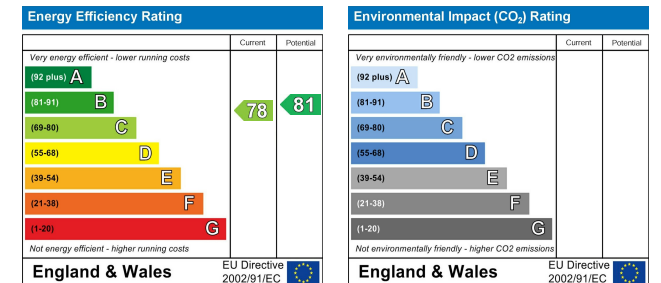 Energy Efficiency Rating
Current Potential
Very energy efficient - lower running costs
(92 plus) A
(81-91) B
(69-80) C
(55-68) D
(39-54) E
(21-38) F
(1-20) G
78
81
Not energy efficient - higher running costs
England & Wales
EU Directive
2002/91/EC
Environmental Impact (CO₂) Rating
Current Potential
Very environmentally friendly - lower CO2 emissions
(92 plus) A
(81-91) B
(69-80) C
(55-68) D
(39-54) E
(21-38) F
(1-20) G
Not environmentally friendly - higher CO2 emissions
England & Wales
EU Directive
2002/91/EC